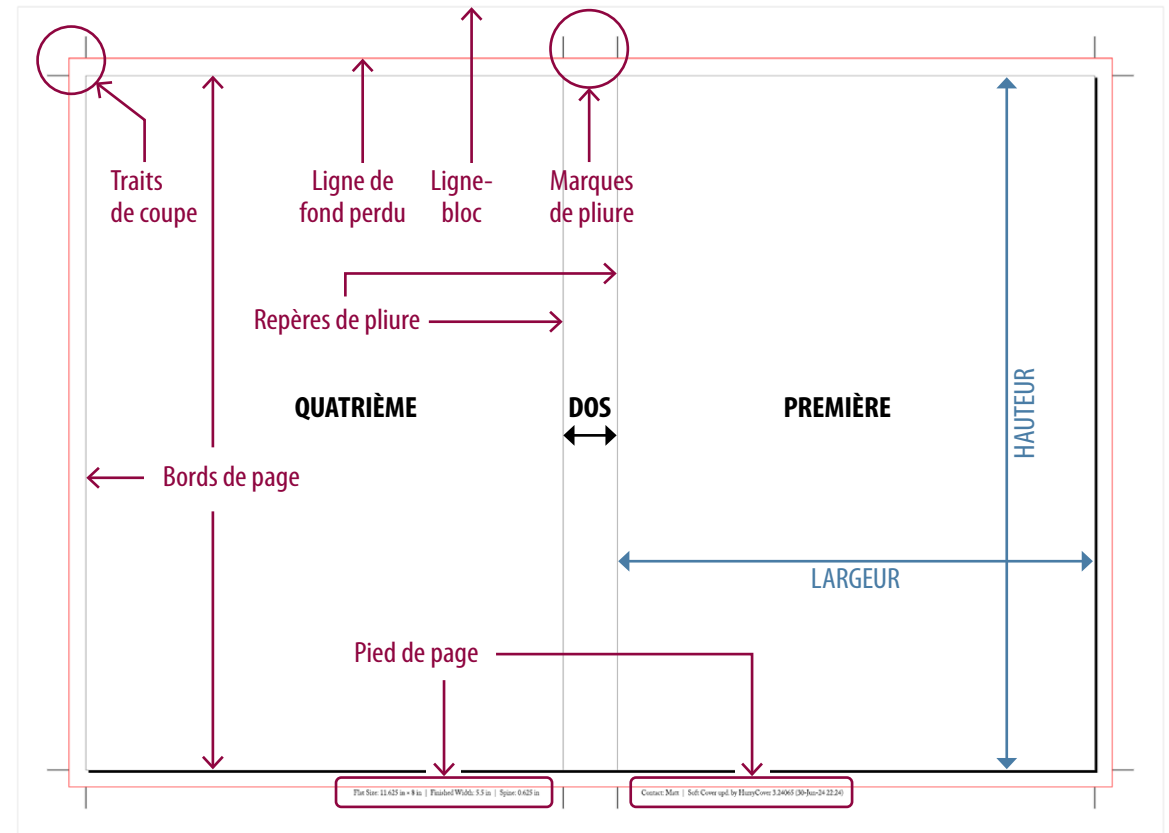 Traits
de coupe
Ligne de
fond perdu
Ligne-
bloc
Marques
de pliure
Repères de pliure
QUATRIÈME
DOS
PREMIÈRE
HAUTEUR
Bords de page
LARGEUR
Pied de page
Flat Size: 11.625 in × 8 in | Finished Width: 5.5 in | Spine: 0.625 in
Contact: Matt | Soft Cover upd. by HurryCover 3.24065 (30-Jun-24 22:24)